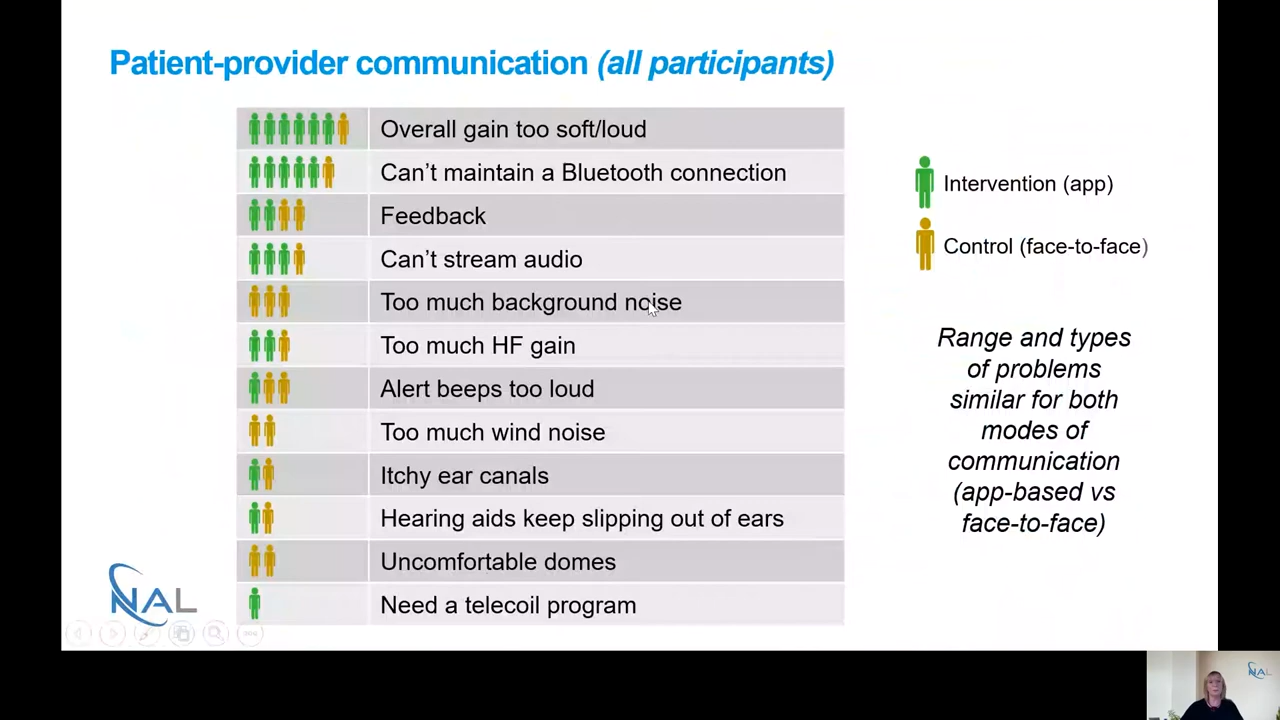 Patient-provider communication (all participants)
Overall gain too soft/loud
Can't maintain a Bluetooth connection
Feedback
Can't stream audio
Too much background noise
Too much HF gain
Alert beeps too loud
Too much wind noise
Itchy ear canals
Hearing aids keep slipping out of ears
Uncomfortable domes
Need a telecoil program
Intervention (app)
Control (face-to-face)
Range and types
of problems
similar for both
modes of
communication
(app-based vs
face-to-face)
NAL
NAL